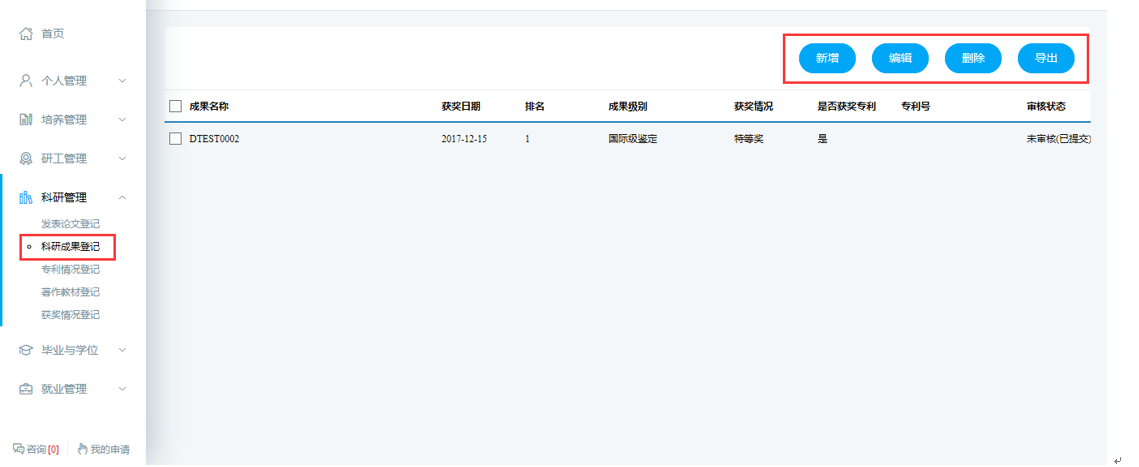 首页
个人管理
培养管理
研工管理
科研管理
发表论文登记
科研成果登记
专利情况登记
著作教材登记
获奖情况登记
毕业与学位
就业管理
咨询[0] 我的申请
新增 编辑 删除 导出
成果名称 获奖日期 排名 成果级别 获奖情况 是否获奖专利 专利号 审核状态
DTEST0002 2017-12-15 1 国际级鉴定 特等奖 是 未审核(已提交)